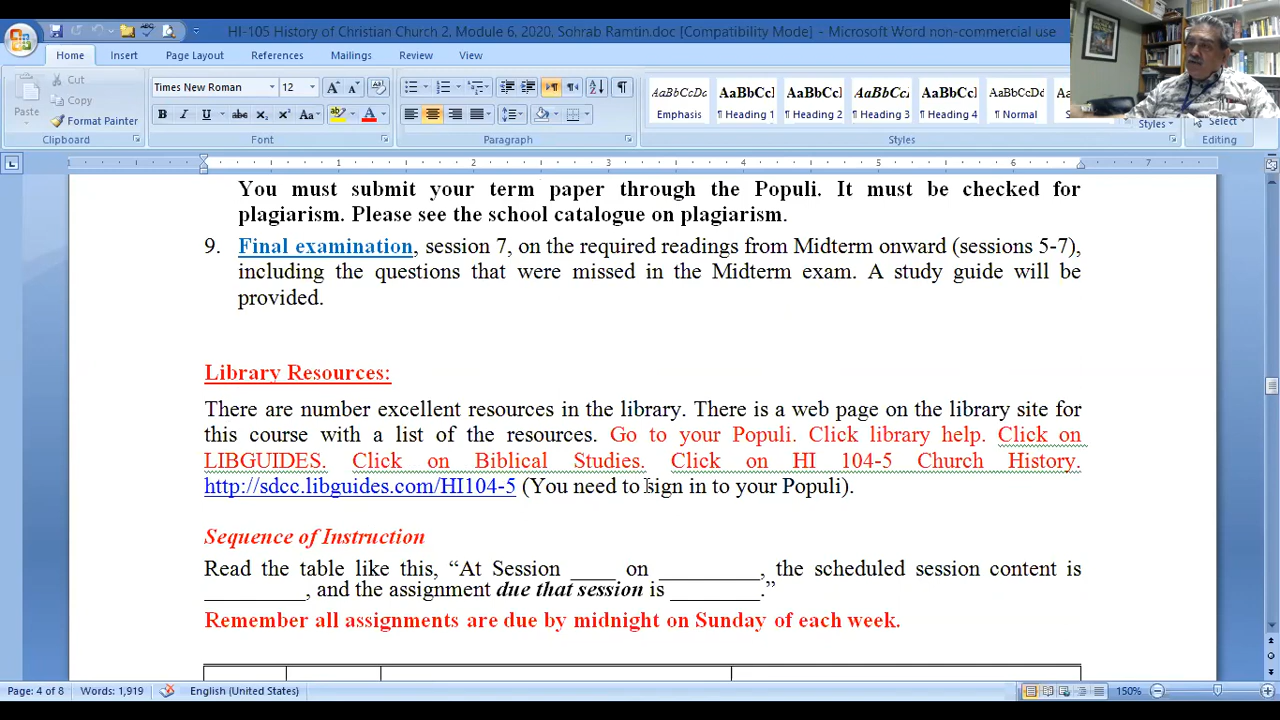 HI-105 History of Christian Church 2, Module 6, 2020, Sohrab Ramtin.doc [Compatibility Mode] - Microsoft Word non-commercial use
Home Insert Page Layout References Mailings Review View
Cut
Copy
Format Painter
Paste
Times New Roman 12
AaBbCcDc AaBbCcI AaBbCcI AaBbCcI AaBbCcI AaBbCcDc
Emphasis ¶ Heading 1 ¶ Heading 2 ¶ Heading 3 ¶ Heading 4 ¶ Normal
Styles
Select
Clipboard Font Paragraph Styles Editing
You must submit your term paper through the Populi. It must be checked for
plagiarism. Please see the school catalogue on plagiarism.
9. Final examination, session 7, on the required readings from Midterm onward (sessions 5-7),
including the questions that were missed in the Midterm exam. A study guide will be
provided.
Library Resources:
There are number excellent resources in the library. There is a web page on the library site for
this course with a list of the resources. Go to your Populi. Click library help. Click on
LIBGUIDES. Click on Biblical Studies. Click on HI 104-5 Church History.
http://sdcc.libguides.com/HI104-5 (You need to sign in to your Populi).
Sequence of Instruction
Read the table like this, “At Session ____ on _________, the scheduled session content is
_________, and the assignment due that session is ________.”
Remember all assignments are due by midnight on Sunday of each week.
Page: 4 of 8 Words: 1,919 English (United States) 150%